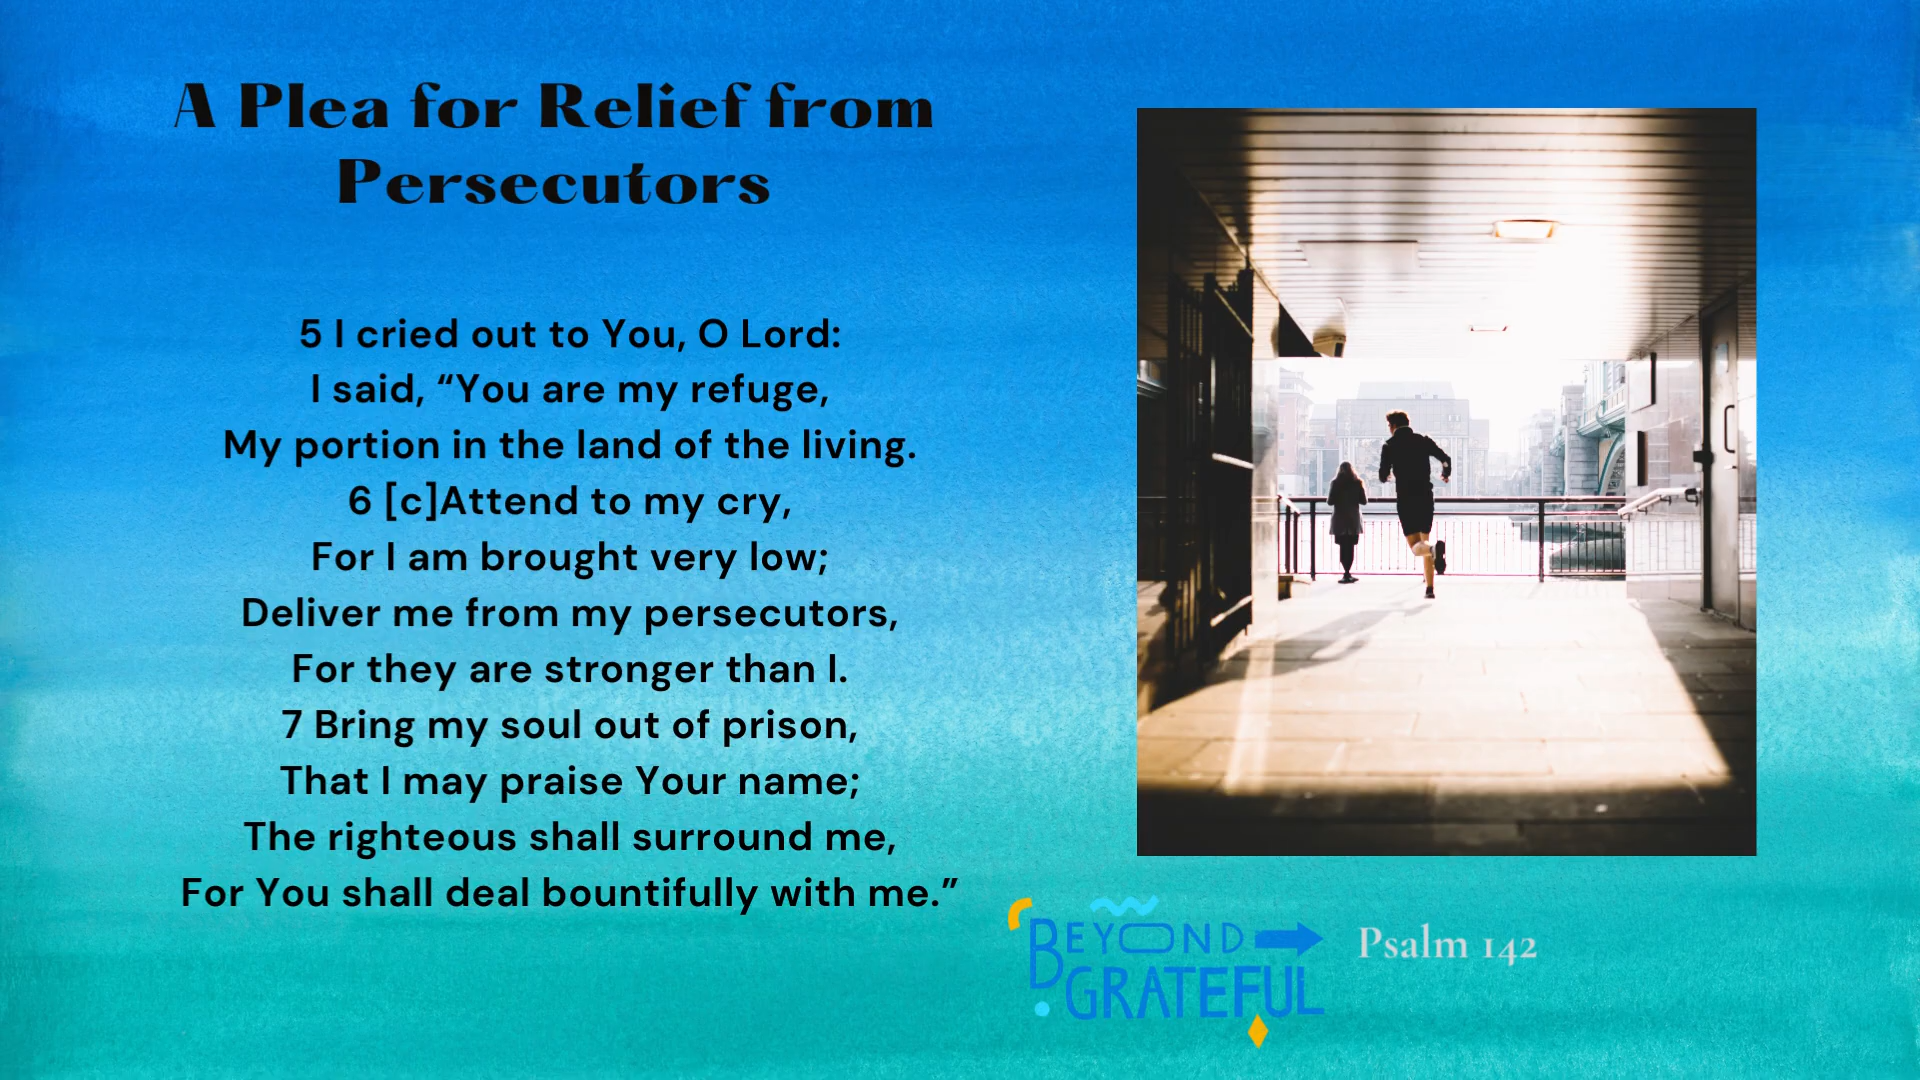 A Plea for Relief from
Persecutors
5 I cried out to You, O Lord:
I said, “You are my refuge,
My portion in the land of the living.
6 [c]Attend to my cry,
For I am brought very low;
Deliver me from my persecutors,
For they are stronger than I.
7 Bring my soul out of prison,
That I may praise Your name;
The righteous shall surround me,
For You shall deal bountifully with me.”
BEYOND
GRATEFUL
Psalm 142